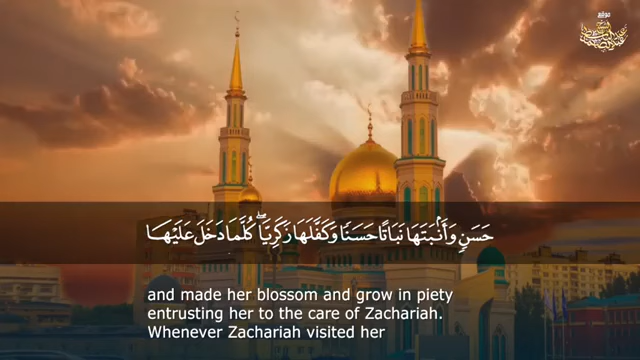 موقع
حَسَنٍ وَأَنۢبَتَهَا نَبَاتًا حَسَنًا وَكَفَّلَهَا زَكَرِيَّاۖ كُلَّمَا دَخَلَ عَلَيْهَا
and made her blossom and grow in piety
entrusting her to the care of Zachariah.
Whenever Zachariah visited her